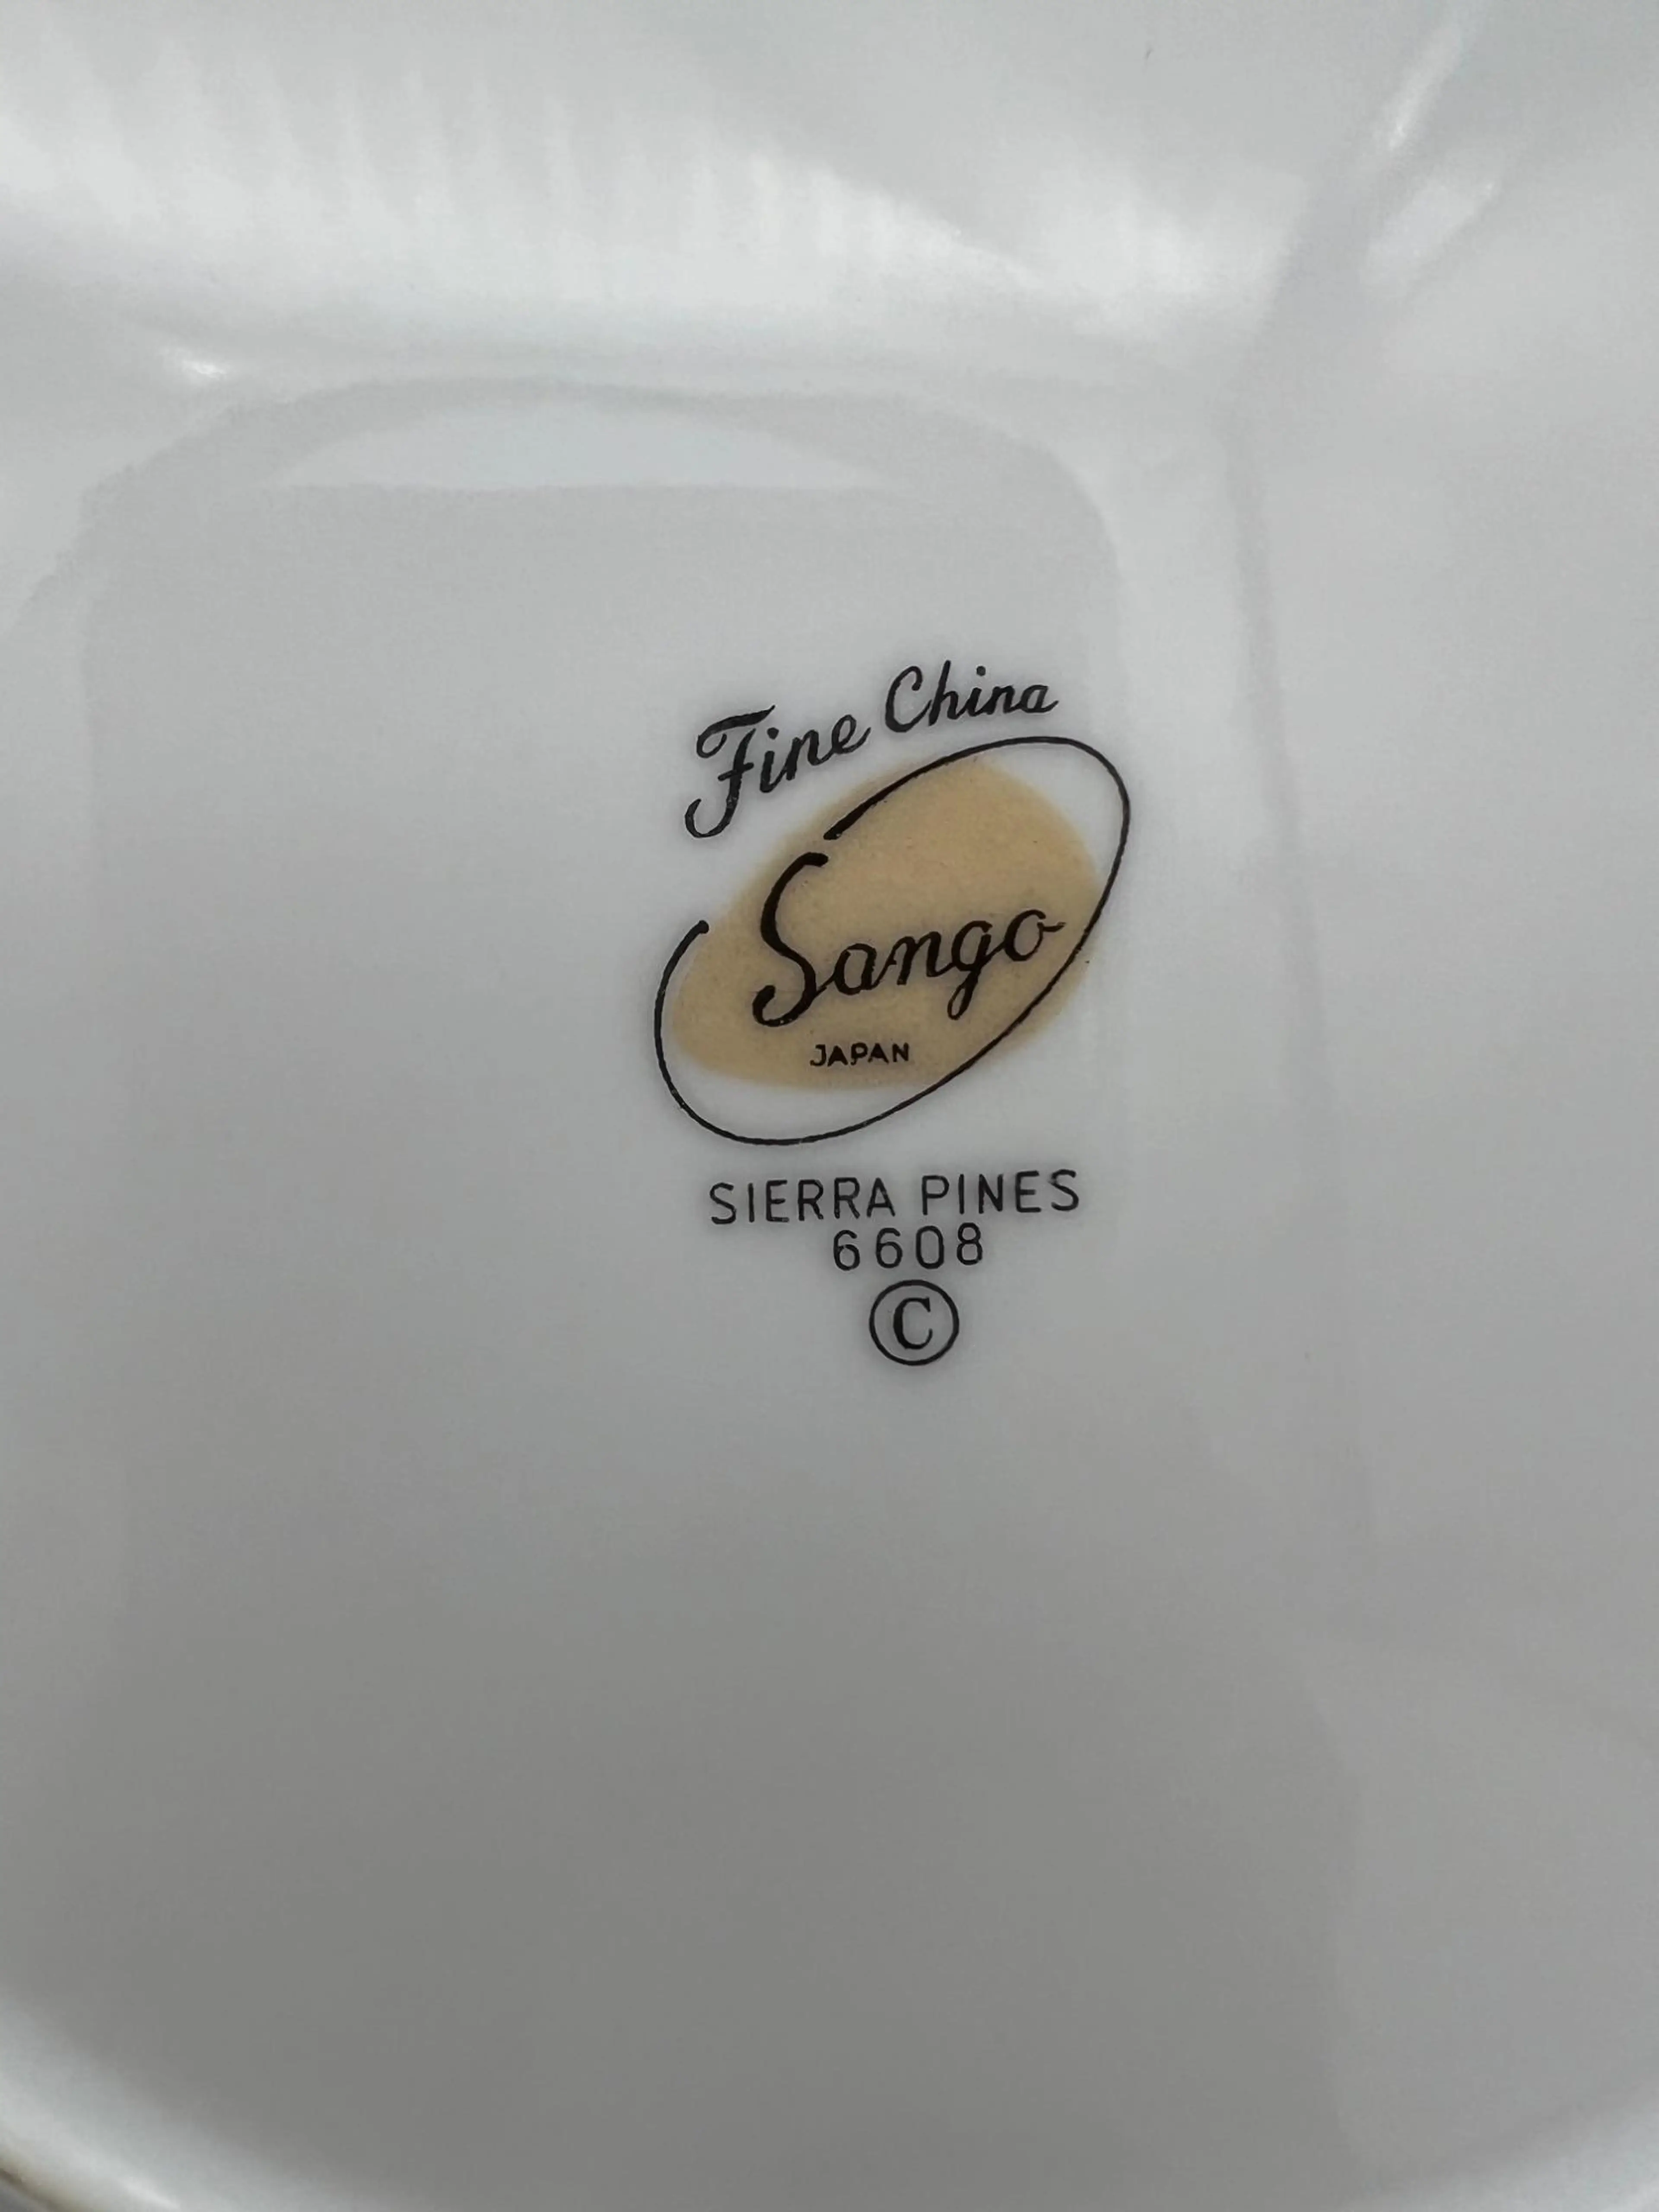 Fine China
Sango
JAPAN
SIERRA PINES
6608
©